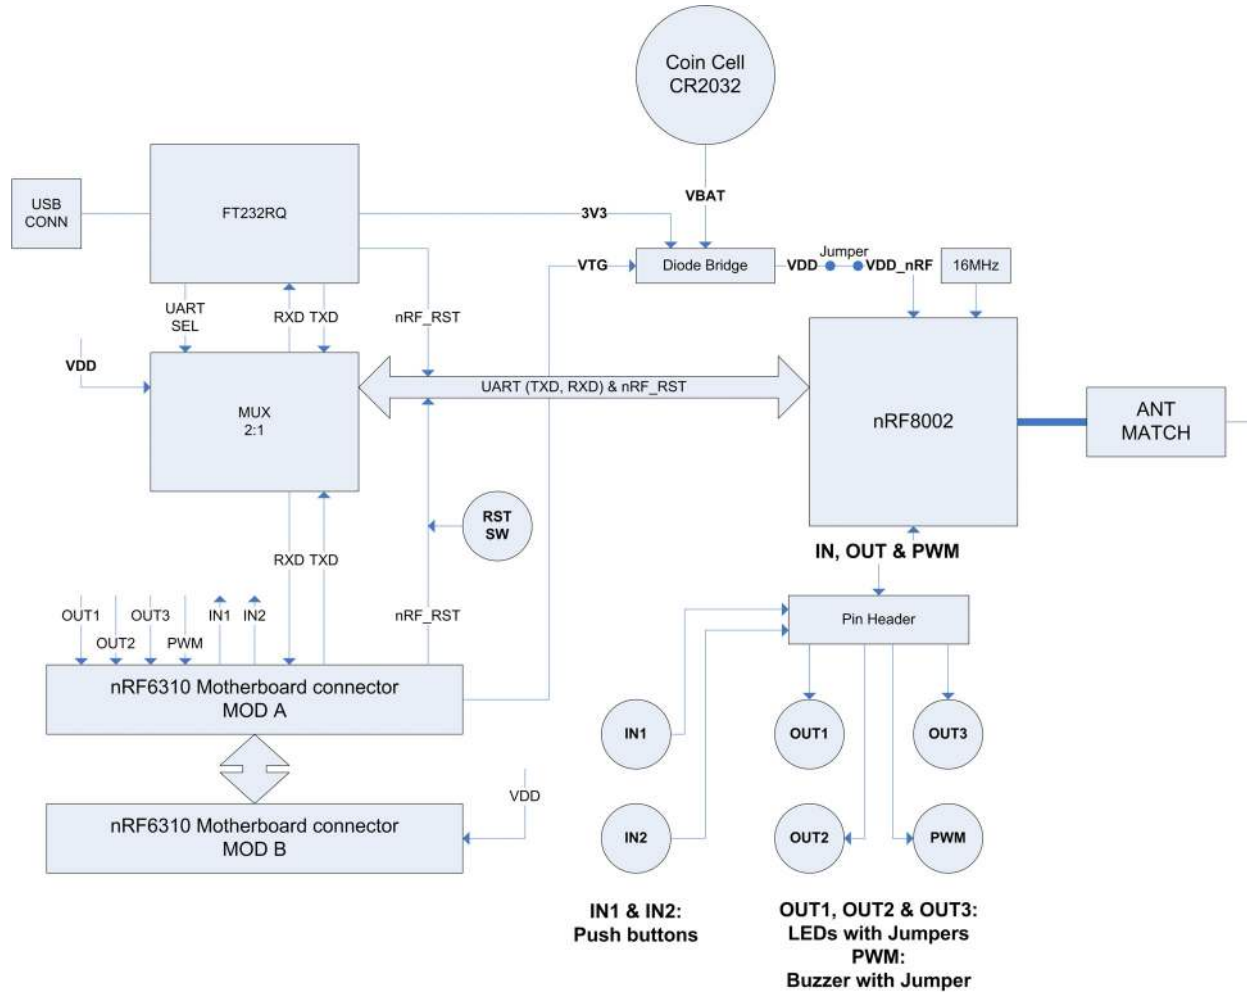 Coin Cell
CR2032
VBAT
USB
CONN
FT232RQ
3V3
VTG
Diode Bridge
VDD
Jumper
VDD_nRF
16MHz
UART
SEL
RXD
TXD
nRF_RST
VDD
MUX
2:1
UART (TXD, RXD) & nRF_RST
nRF8002
ANT
MATCH
RST
SW
RXD
TXD
nRF_RST
IN, OUT & PWM
Pin Header
OUT1
OUT2
OUT3
PWM
IN1
IN2
nRF6310 Motherboard connector
MOD A
nRF6310 Motherboard connector
MOD B
VDD
IN1
OUT1
OUT3
IN2
OUT2
PWM
IN1 & IN2:
Push buttons
OUT1, OUT2 & OUT3:
LEDs with Jumpers
PWM:
Buzzer with Jumper